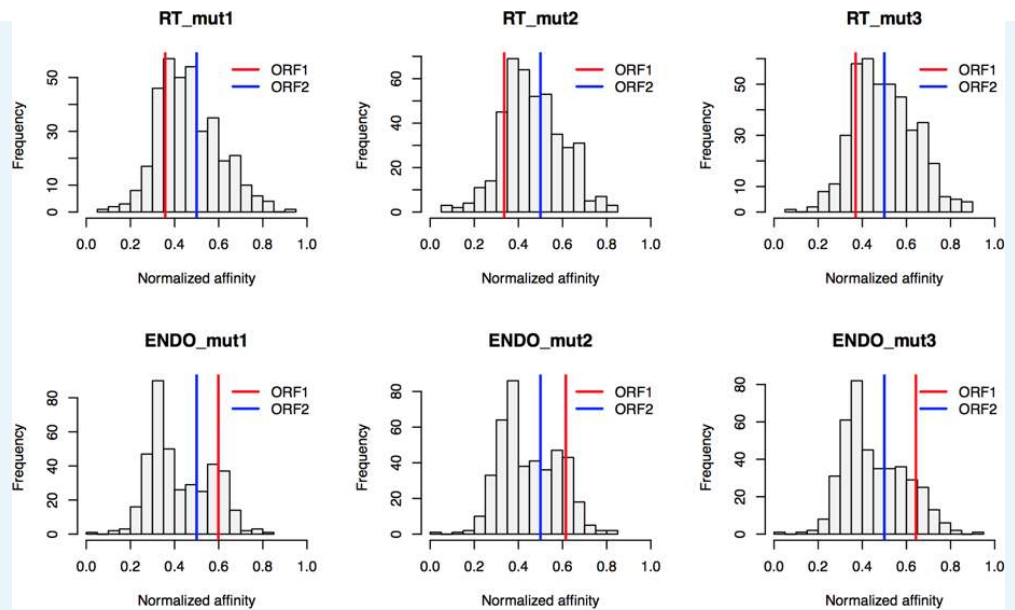 RT_mut1
RT_mut2
RT_mut3
Frequency
0 10 30 50
ORF1
ORF2
0.0 0.2 0.4 0.6 0.8 1.0
Normalized affinity
Frequency
0 20 40 60
ORF1
ORF2
0.0 0.2 0.4 0.6 0.8 1.0
Normalized affinity
Frequency
0 10 30 50
ORF1
ORF2
0.0 0.2 0.4 0.6 0.8 1.0
Normalized affinity
ENDO_mut1
ENDO_mut2
ENDO_mut3
Frequency
0 20 40 60 80
ORF1
ORF2
0.0 0.2 0.4 0.6 0.8 1.0
Normalized affinity
Frequency
0 20 40 60 80
ORF1
ORF2
0.0 0.2 0.4 0.6 0.8 1.0
Normalized affinity
Frequency
0 20 40 60 80
ORF1
ORF2
0.0 0.2 0.4 0.6 0.8 1.0
Normalized affinity